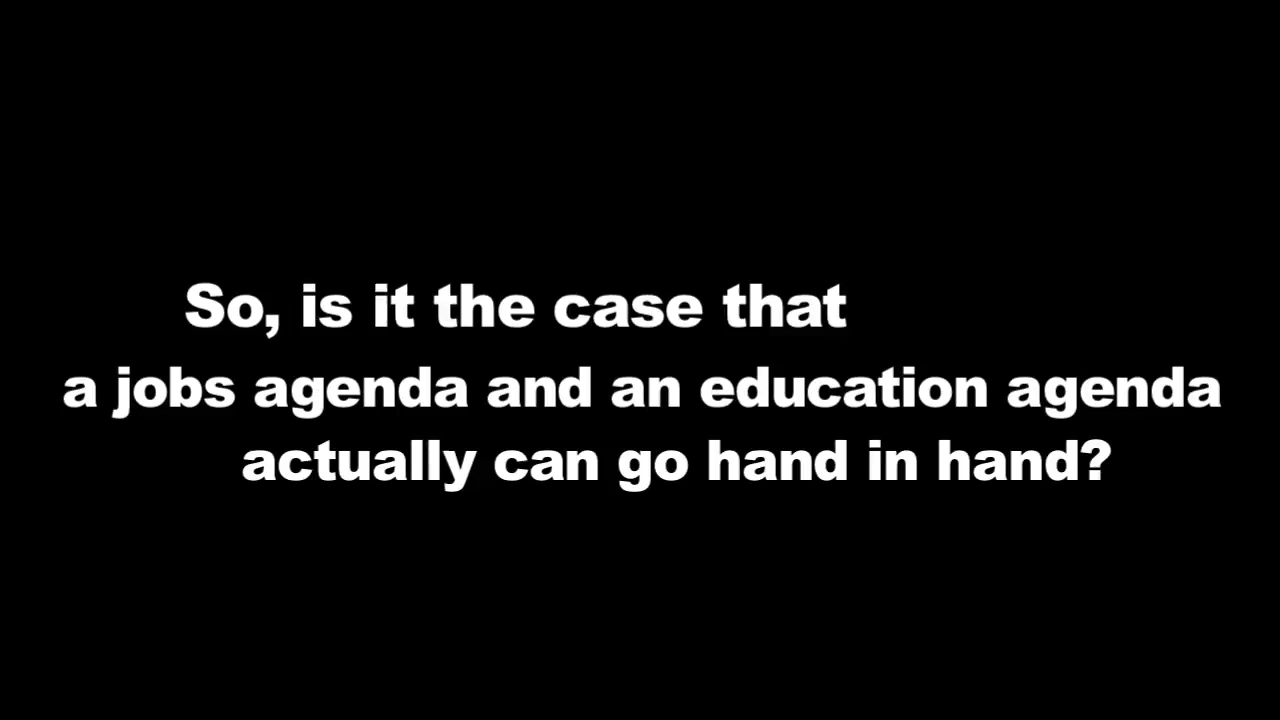 So, is it the case that
a jobs agenda and an education agenda
actually can go hand in hand?